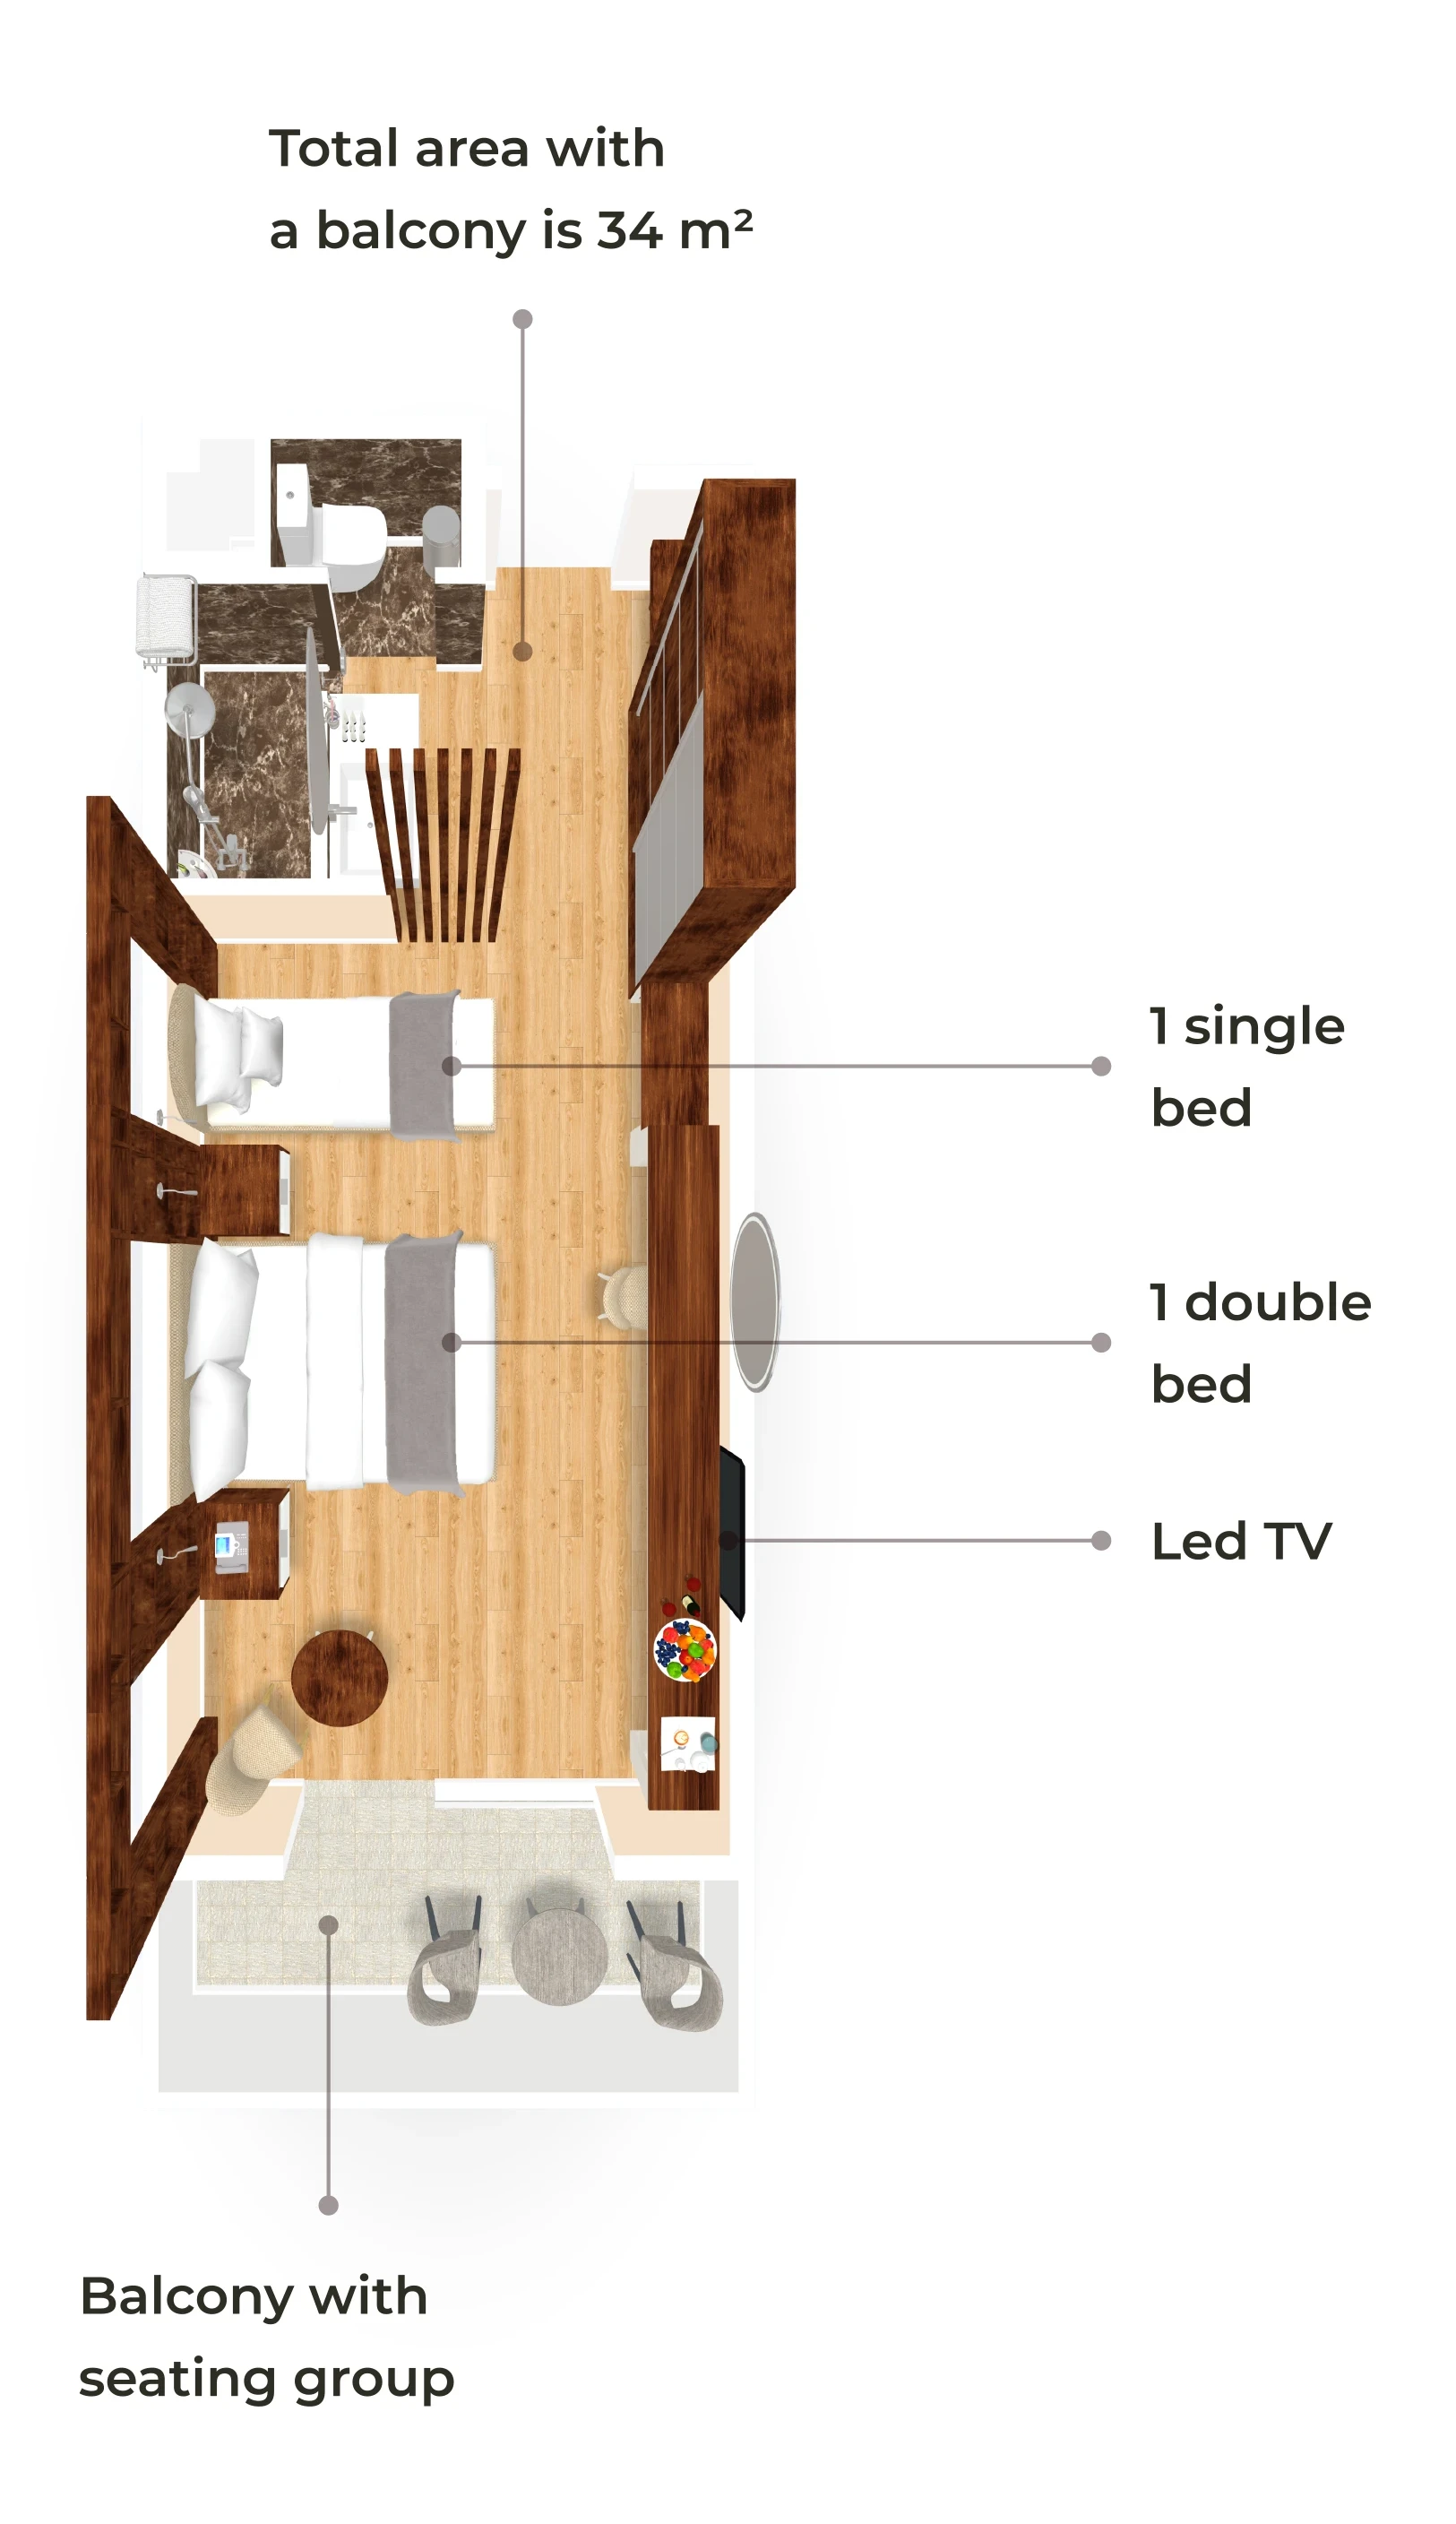 Total area with
a balcony is 34 m²
1 single
bed
1 double
bed
Led TV
Balcony with
seating group